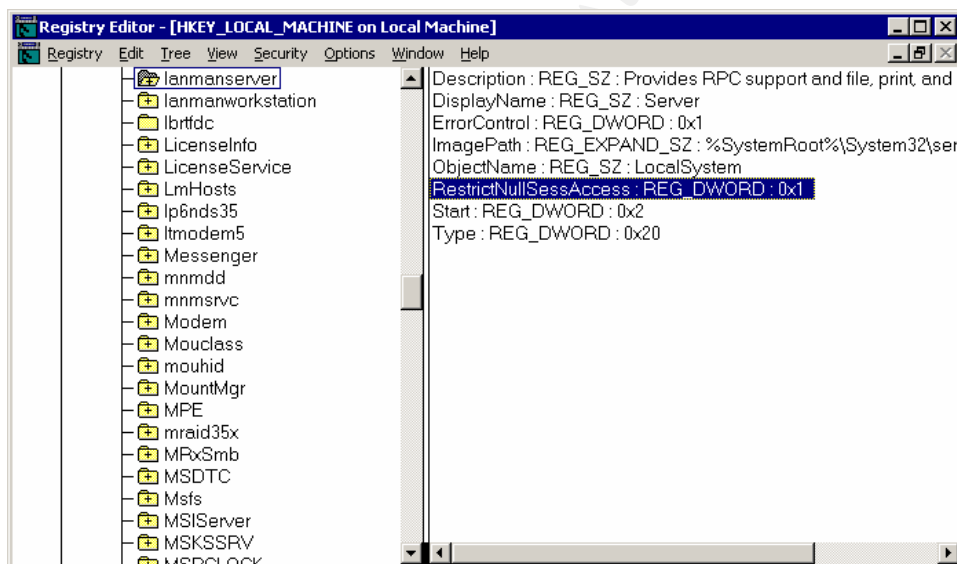 Registry Editor - [HKEY_LOCAL_MACHINE on Local Machine]
Registry Edit Tree View Security Options Window Help
lanmanserver
lanmanworkstation
lbrtfdc
LicenseInfo
LicenseService
LmHosts
lp6nds35
ltmodem5
Messenger
mnmdd
mnmsrvc
Modem
Mouclass
mouhid
MountMgr
MPE
mraid35x
MRxSmb
MSDTC
Msfs
MSIServer
MSKSSRV
MSPCLOCK
Description : REG_SZ : Provides RPC support and file, print, and
DisplayName : REG_SZ : Server
ErrorControl : REG_DWORD : 0x1
ImagePath : REG_EXPAND_SZ : %SystemRoot%\System32\ser
ObjectName : REG_SZ : LocalSystem
RestrictNullSessAccess : REG_DWORD : 0x1
Start : REG_DWORD : 0x2
Type : REG_DWORD : 0x20